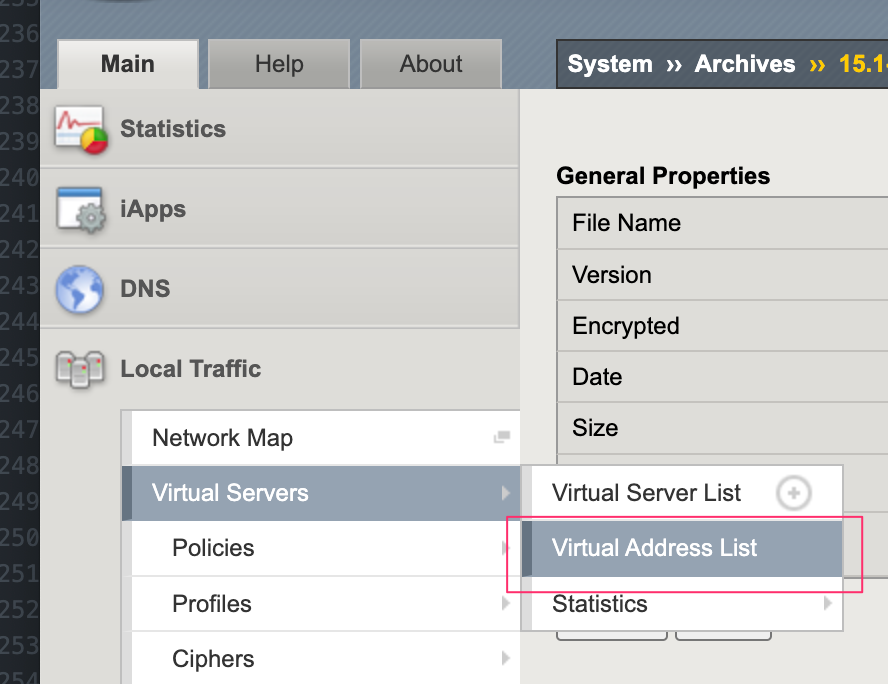 235
236
237
238
239
240
241
242
243
244
245
246
247
248
249
250
251
252
253
254
Main
Help
About
System ›› Archives ›› 15.1-
Statistics
iApps
DNS
Local Traffic
Network Map
Virtual Servers
Policies
Profiles
Ciphers
General Properties
File Name
Version
Encrypted
Date
Size
Virtual Server List
Virtual Address List
Statistics